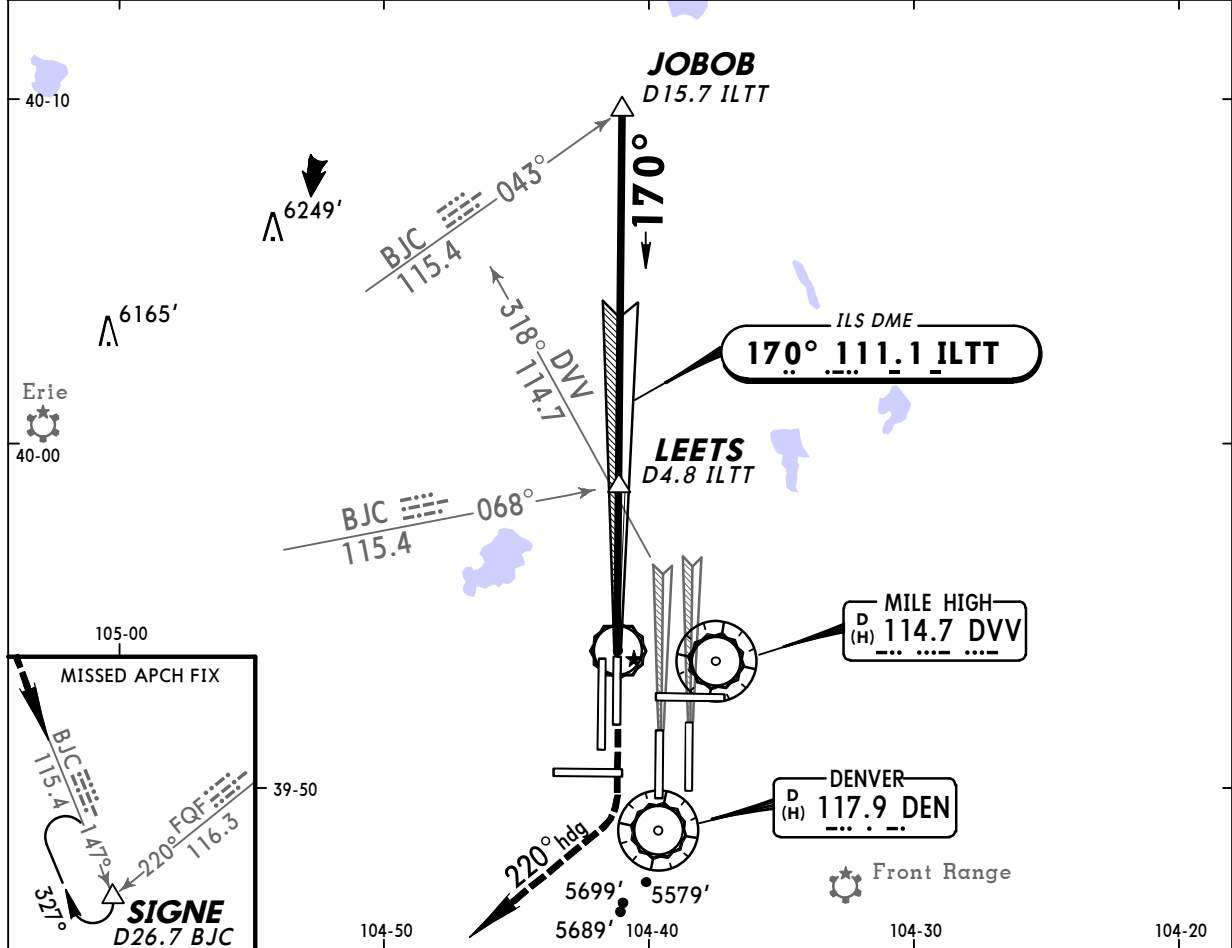 JOBOB
D15.7 ILTT
40-10
170°
043°
6249'
BJC
115.4
6165'
318° DVV
114.7
ILS DME
170° 111.1 ILTT
Erie
40-00
LEETS
D4.8 ILTT
BJC 068°
115.4
MILE HIGH
D
(H) 114.7 DVV
105-00
MISSED APCH FIX
BJC
115.4
147°
FQF
220° 116.3
327°
SIGNE
D26.7 BJC
39-50
DENVER
D
(H) 117.9 DEN
220° hdg
Front Range
5699' 5579'
5689'
104-50 104-40 104-30 104-20